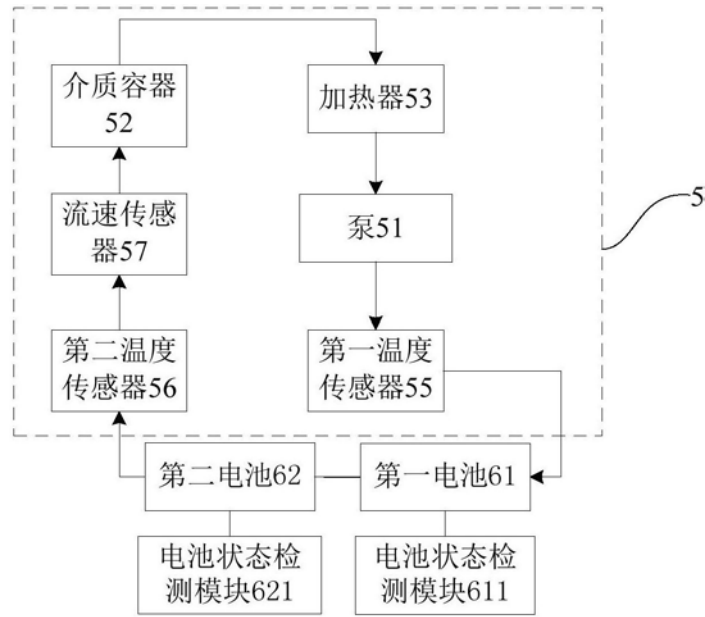 介质容器
52
加热器53
流速传感
器57
泵51
5
第二温度
传感器56
第一温度
传感器55
第二电池62
第一电池61
电池状态检
测模块621
电池状态检
测模块611